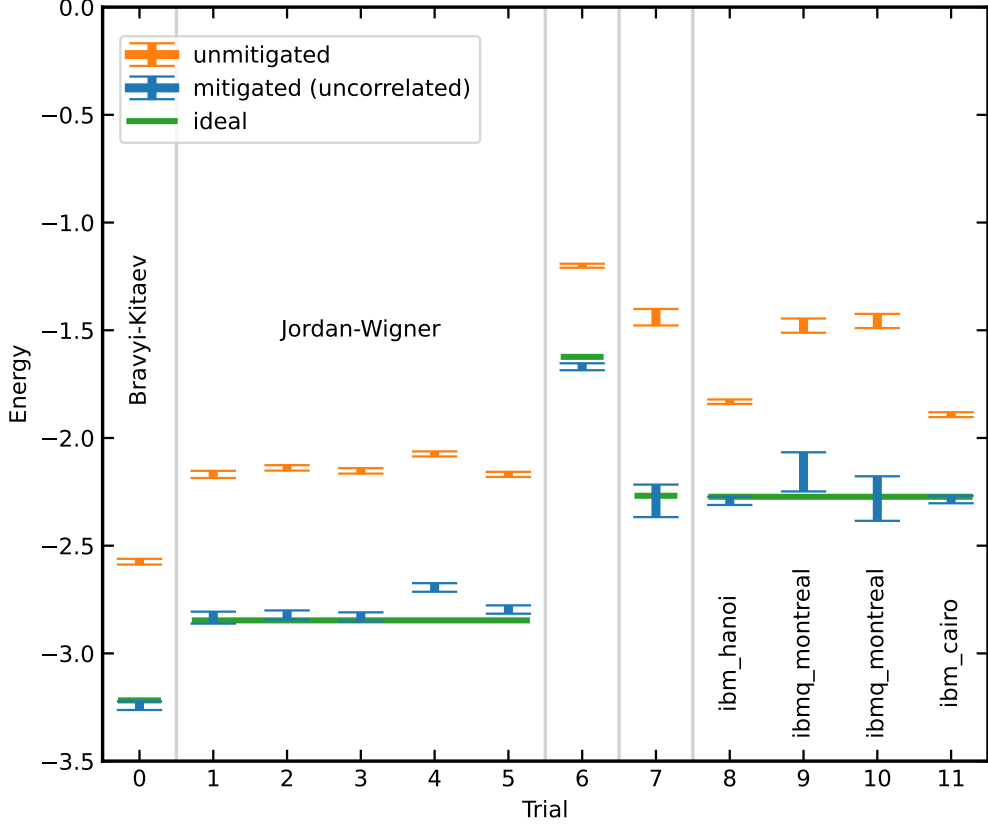 unmitigated
mitigated (uncorrelated)
ideal
Energy
0.0
−0.5
−1.0
−1.5
−2.0
−2.5
−3.0
−3.5
Bravyi-Kitaev
Jordan-Wigner
ibm_hanoi
ibmq_montreal
ibmq_montreal
ibm_cairo
0 1 2 3 4 5 6 7 8 9 10 11
Trial